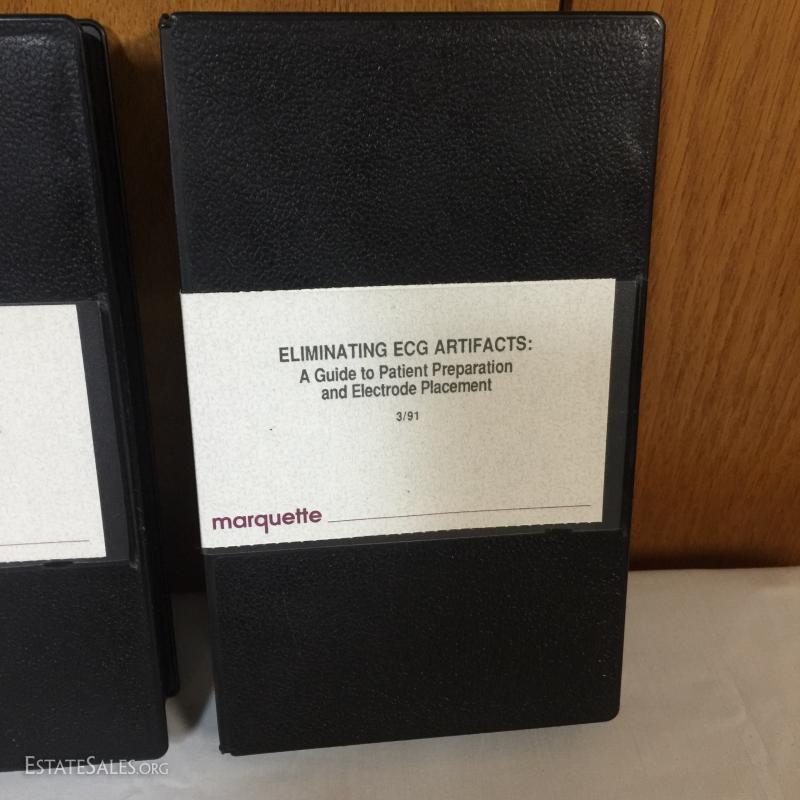 ELIMINATING ECG ARTIFACTS:
A Guide to Patient Preparation
and Electrode Placement
3/91
marquette
ESTATESALES.ORG